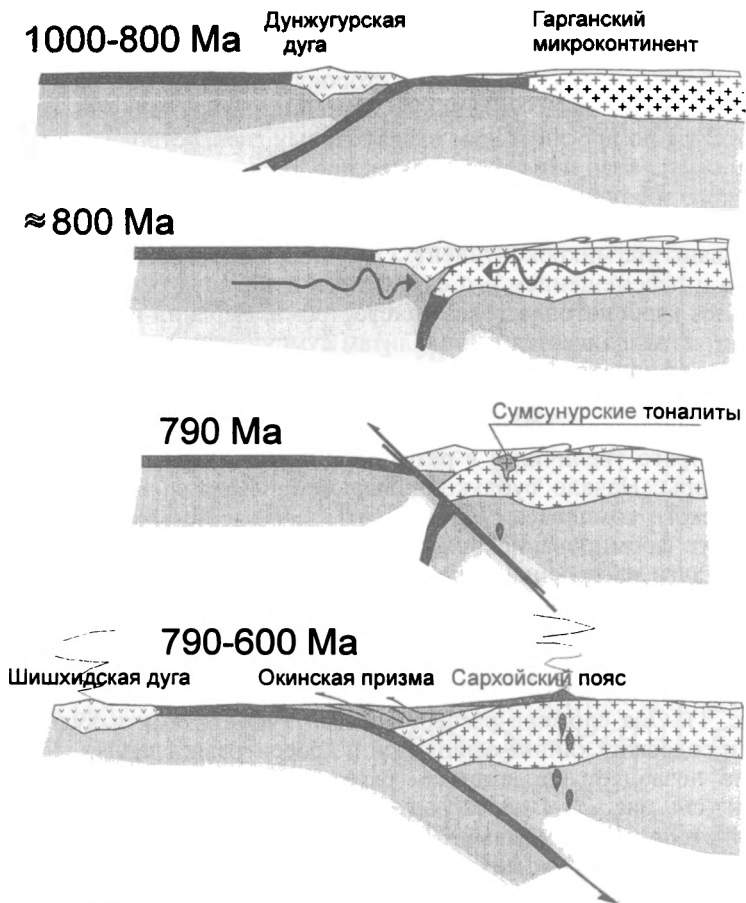 1000-800 Ma
Дунжугурская
дуга
Гарганский
микроконтинент
≈800 Ma
790 Ma
Сумсунурские тоналиты
790-600 Ma
Шишхидская дуга
Окинская призма
Сархойский пояс